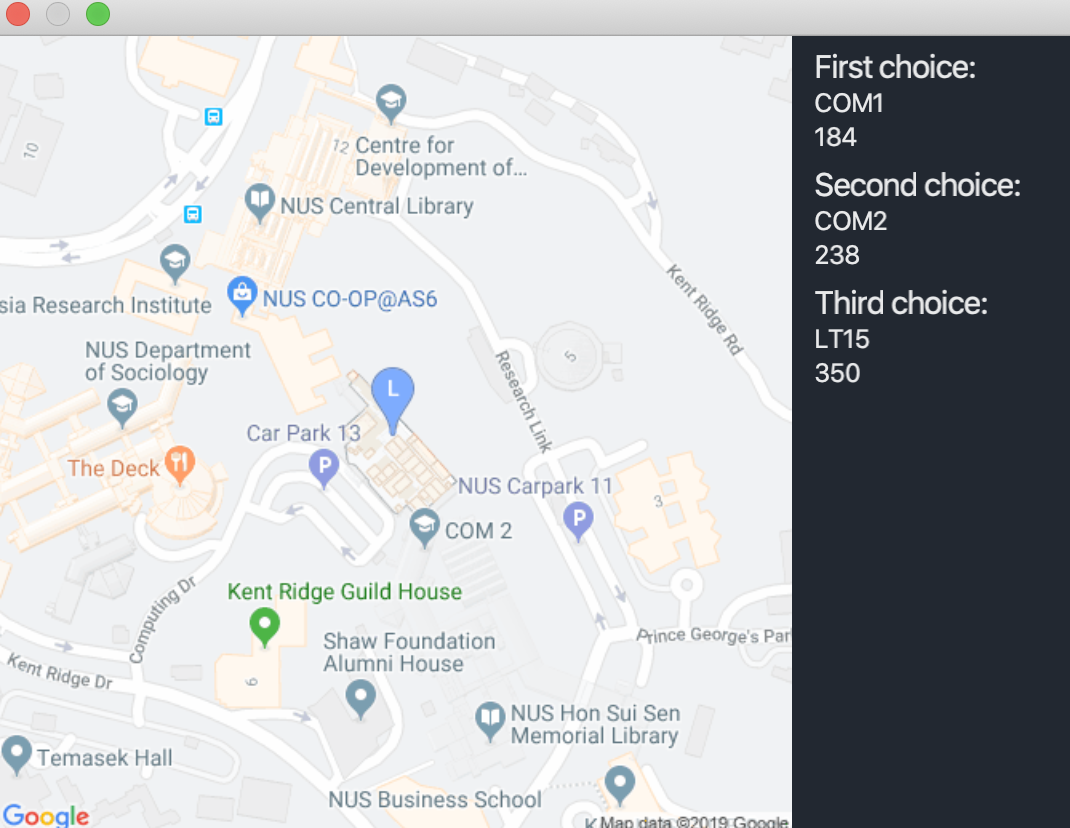 12
10
Centre for
Development of...
NUS Central Library
sia Research Institute
NUS CO-OP@AS6
Kent Ridge Rd
NUS Department
of Sociology
5
Research Link
L
Car Park 13
P
The Deck
NUS Carpark 11
P
3
COM 2
Computing Dr
Kent Ridge Guild House
Shaw Foundation
Alumni House
Prince George's Par
Kent Ridge Dr
6
NUS Hon Sui Sen
Memorial Library
Temasek Hall
NUS Business School
Google
Map data ©2019 Google
First choice:
COM1
184
Second choice:
COM2
238
Third choice:
LT15
350